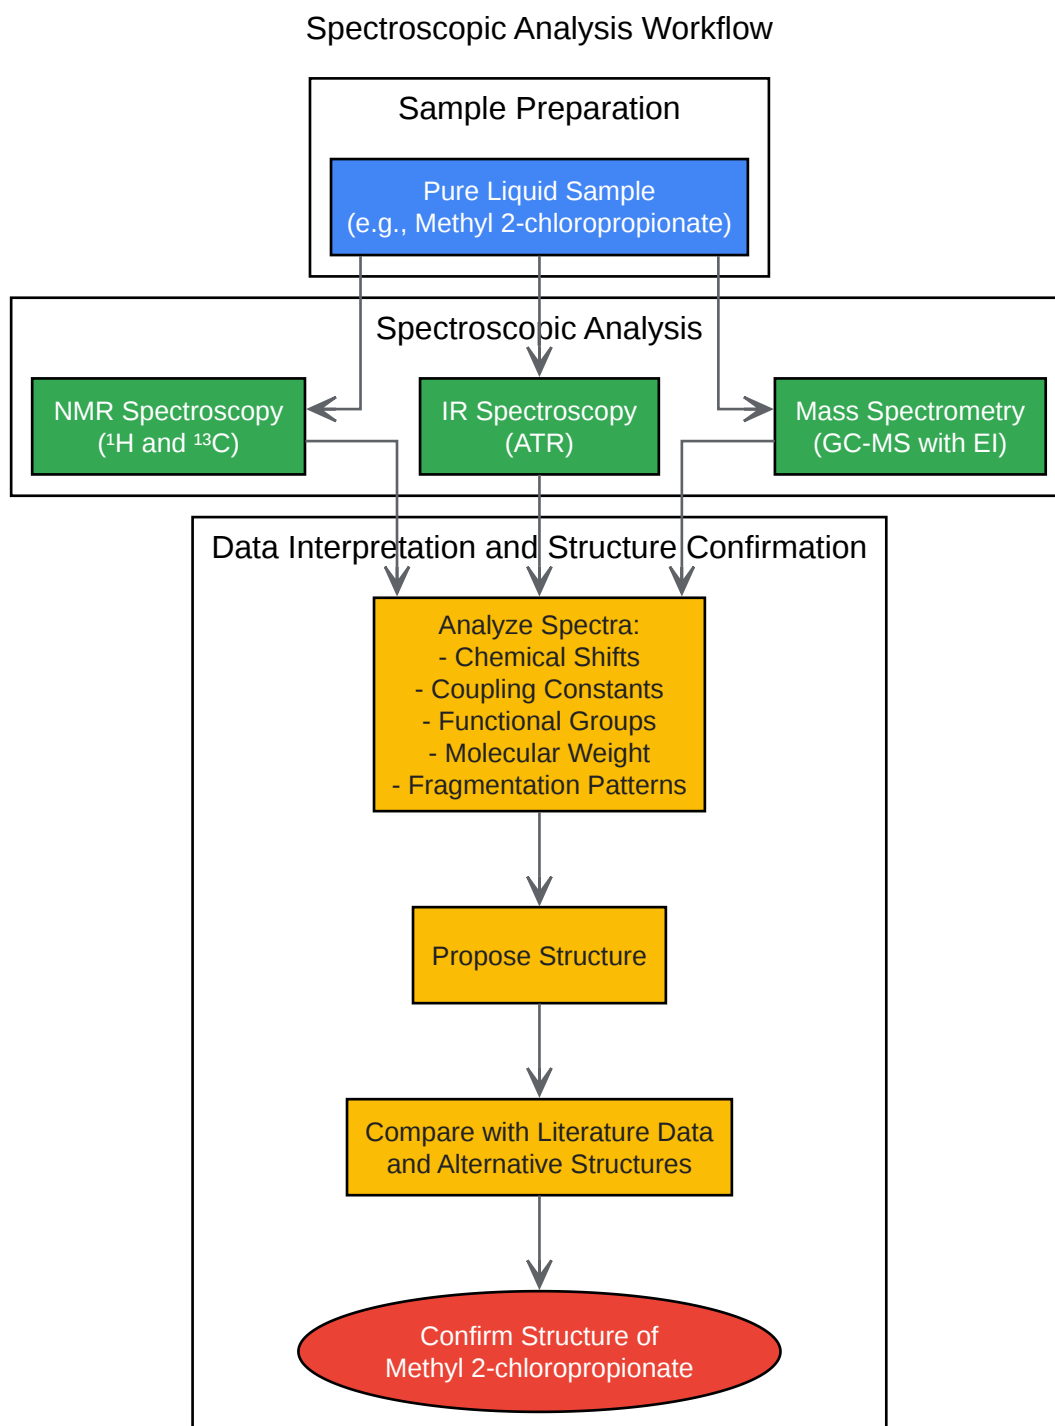 Spectroscopic Analysis Workflow
Sample Preparation
Pure Liquid Sample
(e.g., Methyl 2-chloropropionate)
Spectroscopic Analysis
NMR Spectroscopy
(¹H and ¹³C)
IR Spectroscopy
(ATR)
Mass Spectrometry
(GC-MS with EI)
Data Interpretation and Structure Confirmation
Analyze Spectra:
- Chemical Shifts
- Coupling Constants
- Functional Groups
- Molecular Weight
- Fragmentation Patterns
Propose Structure
Compare with Literature Data
and Alternative Structures
Confirm Structure of
Methyl 2-chloropropionate